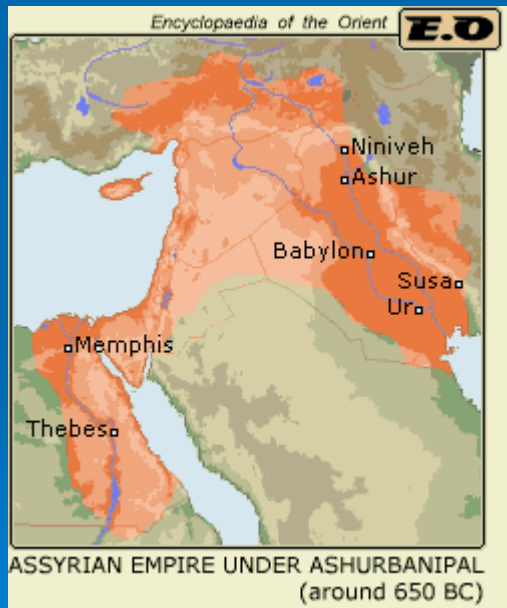 Encyclopaedia of the Orient
E.O
Niniveh
Ashur
Babylon
Susa
Ur
Memphis
Thebes
ASSYRIAN EMPIRE UNDER ASHURBANIPAL
(around 650 BC)